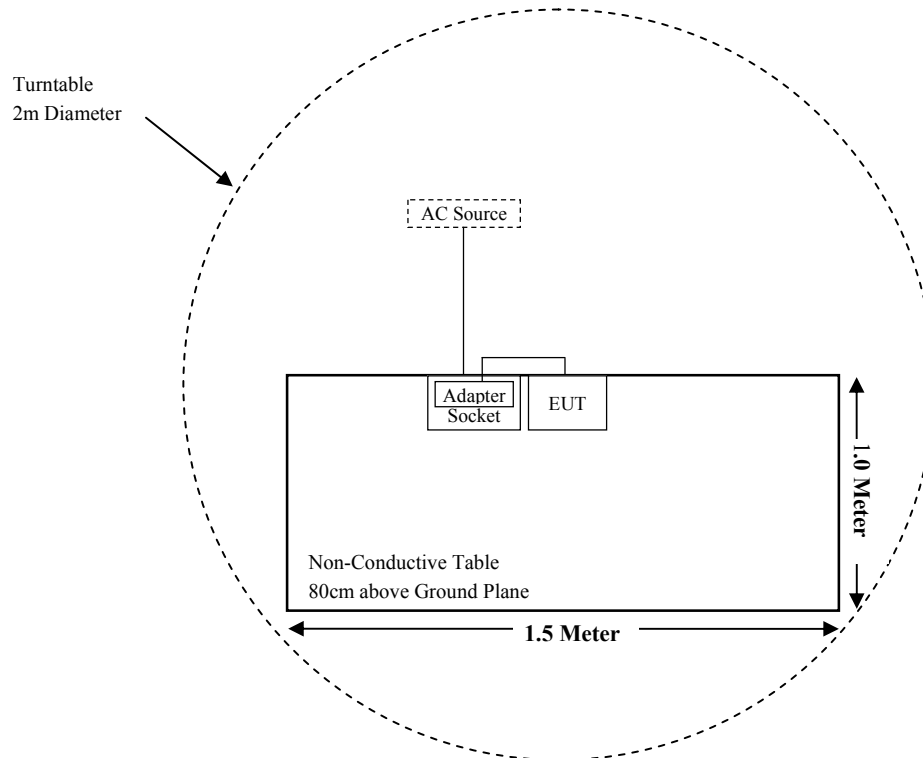 Turntable
2m Diameter
AC Source
Adapter
Socket
EUT
1.0 Meter
Non-Conductive Table
80cm above Ground Plane
1.5 Meter